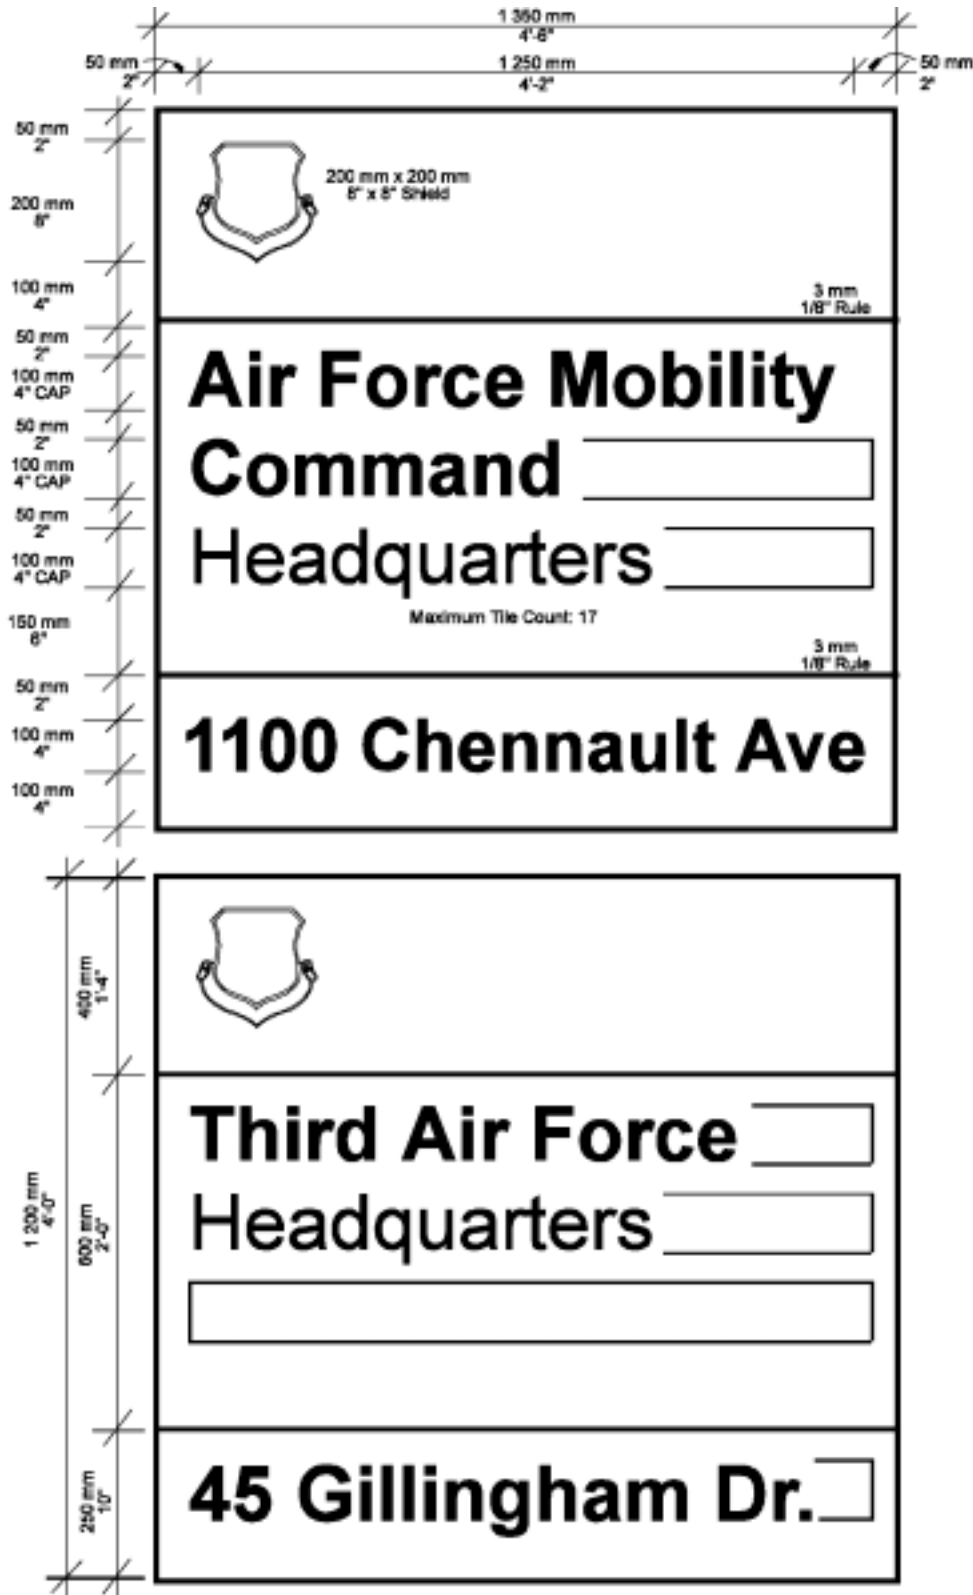 1 350 mm
4'-6"
50 mm
2"
1 250 mm
4'-2"
50 mm
2"
50 mm
2"
200 mm x 200 mm
8" x 8" Shield
200 mm
8"
100 mm
4"
3 mm
1/8" Rule
50 mm
2"
100 mm
4" CAP
Air Force Mobility
50 mm
2"
100 mm
4" CAP
Command
50 mm
2"
100 mm
4" CAP
Headquarters
Maximum Tile Count: 17
150 mm
6"
3 mm
1/8" Rule
50 mm
2"
100 mm
4"
1100 Chennault Ave
100 mm
4"
400 mm
1'-4"
Third Air Force
Headquarters
1 200 mm
4'-0"
600 mm
2'-0"
250 mm
10"
45 Gillingham Dr.